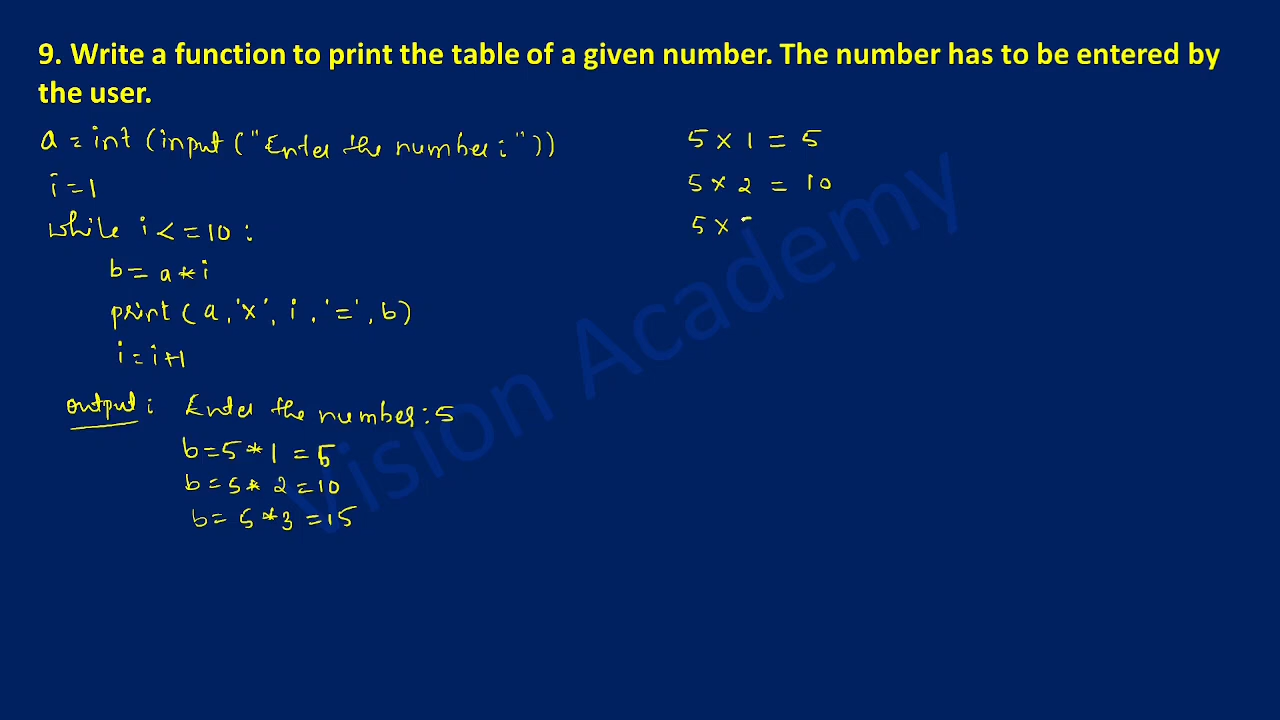 9. Write a function to print the table of a given number. The number has to be entered by
the user.
a = int (input ("Enter the number :"))
i = 1
while i <= 10 :
b = a * i
print ( a, 'x', i, '=', b)
i = i+1
output : Enter the number : 5
b = 5 * 1 = 5
b = 5 * 2 = 10
b = 5 * 3 = 15
5 x 1 = 5
5 x 2 = 10
5 x
Vision Academy